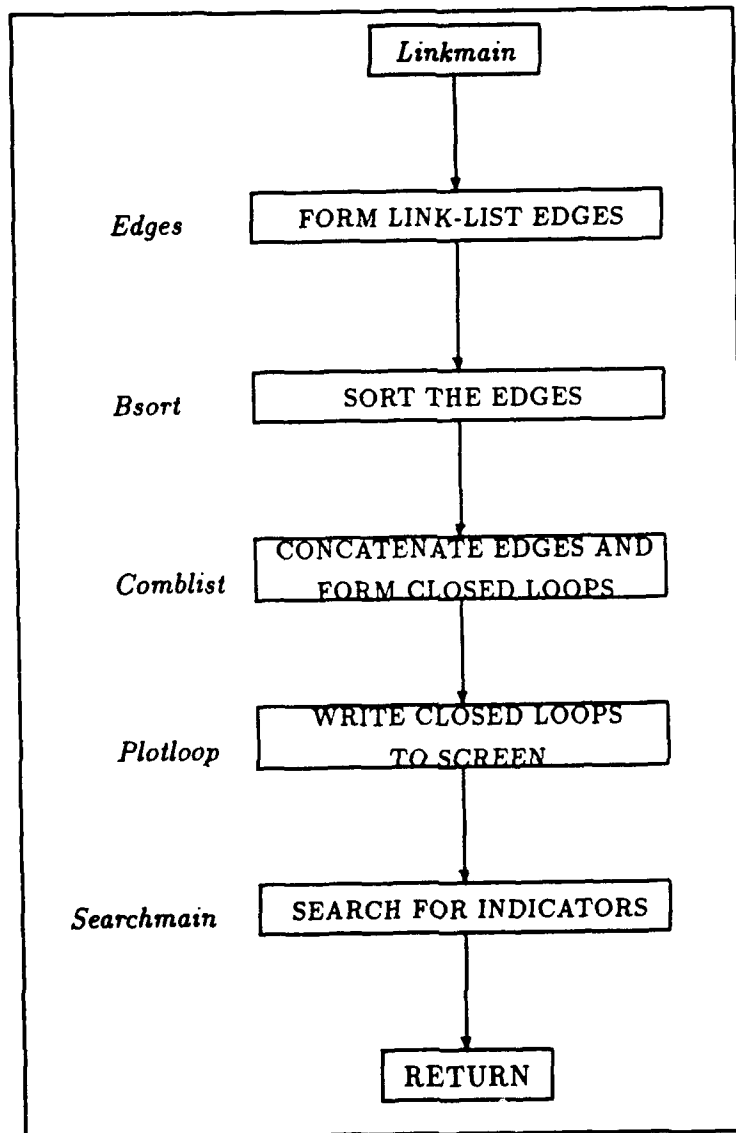 Linkmain
Edges
FORM LINK-LIST EDGES
Bsort
SORT THE EDGES
Comblist
CONCATENATE EDGES AND
FORM CLOSED LOOPS
Plotloop
WRITE CLOSED LOOPS
TO SCREEN
Searchmain
SEARCH FOR INDICATORS
RETURN